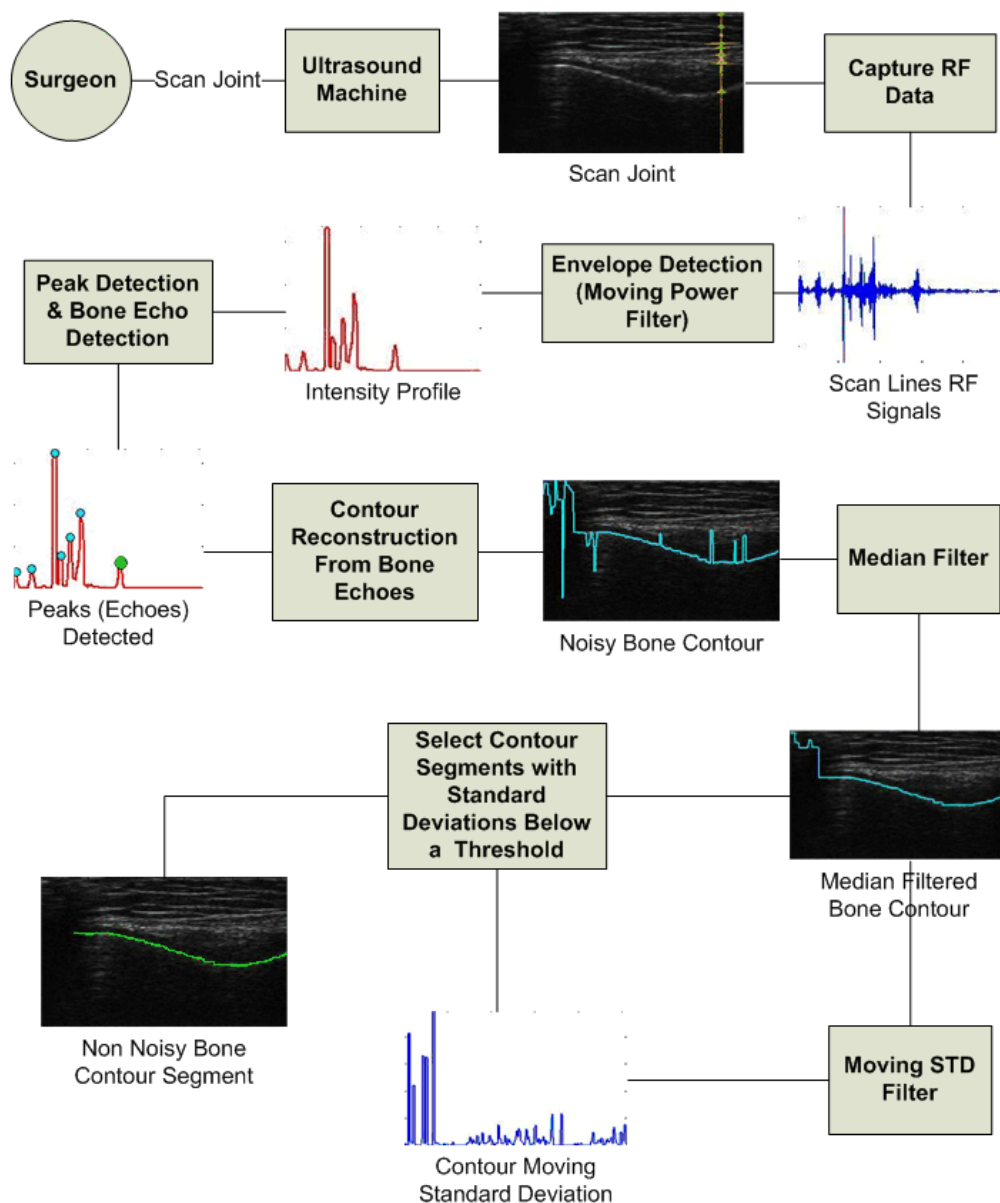 Surgeon
Scan Joint
Ultrasound
Machine
Scan Joint
Capture RF
Data
Scan Lines RF
Signals
Envelope Detection
(Moving Power
Filter)
Intensity Profile
Peak Detection
& Bone Echo
Detection
Peaks (Echoes)
Detected
Contour
Reconstruction
From Bone
Echoes
Noisy Bone Contour
Median Filter
Median Filtered
Bone Contour
Moving STD
Filter
Contour Moving
Standard Deviation
Select Contour
Segments with
Standard
Deviations Below
a Threshold
Non Noisy Bone
Contour Segment